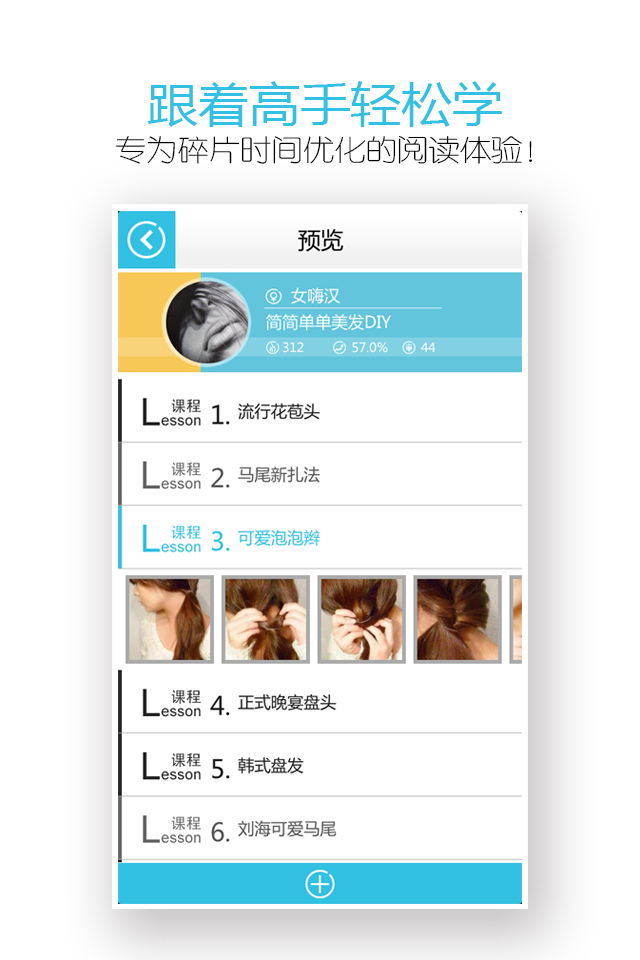 跟着高手轻松学
专为碎片时间优化的阅读体验!
预览
女嗨汉
简简单单美发DIY
312 57.0% 44
课程 Lesson 1. 流行花苞头
课程 Lesson 2. 马尾新扎法
课程 Lesson 3. 可爱泡泡辫
课程 Lesson 4. 正式晚宴盘头
课程 Lesson 5. 韩式盘发
课程 Lesson 6. 刘海可爱马尾